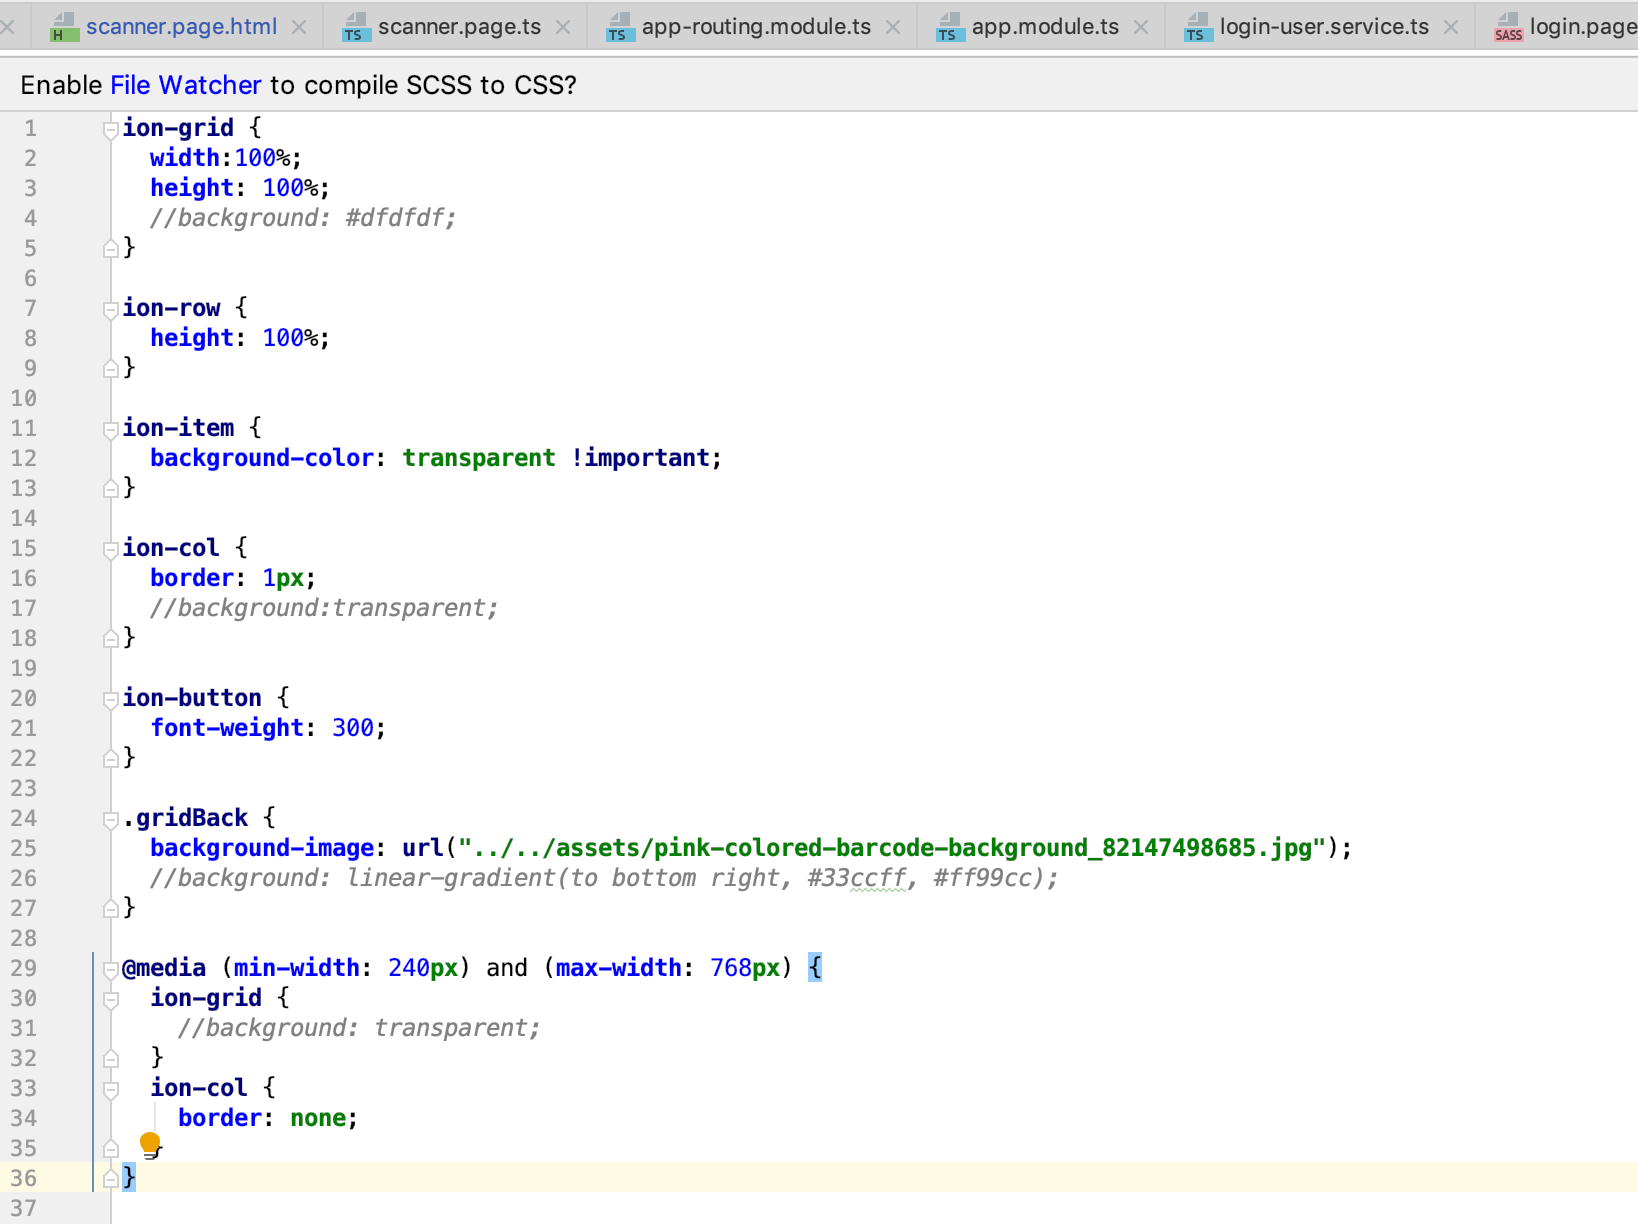 scanner.page.html scanner.page.ts app-routing.module.ts app.module.ts login-user.service.ts login.page
Enable File Watcher to compile SCSS to CSS?
1 ion-grid {
2 width:100%;
3 height: 100%;
4 //background: #dfdfdf;
5 }
6
7 ion-row {
8 height: 100%;
9 }
10
11 ion-item {
12 background-color: transparent !important;
13 }
14
15 ion-col {
16 border: 1px;
17 //background:transparent;
18 }
19
20 ion-button {
21 font-weight: 300;
22 }
23
24 .gridBack {
25 background-image: url("../../assets/pink-colored-barcode-background_82147498685.jpg");
26 //background: linear-gradient(to bottom right, #33ccff, #ff99cc);
27 }
28
29 @media (min-width: 240px) and (max-width: 768px) {
30 ion-grid {
31 //background: transparent;
32 }
33 ion-col {
34 border: none;
35 }
36 }
37